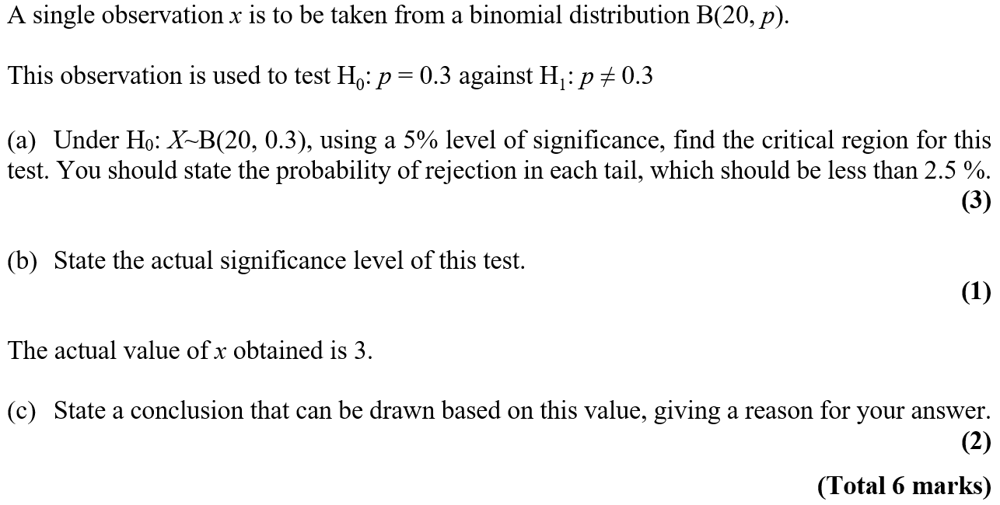 A single observation x is to be taken from a binomial distribution B(20, p).
This observation is used to test H₀: p = 0.3 against H₁: p ≠ 0.3
(a) Under H₀: X~B(20, 0.3), using a 5% level of significance, find the critical region for this
test. You should state the probability of rejection in each tail, which should be less than 2.5 %.
(3)
(b) State the actual significance level of this test.
(1)
The actual value of x obtained is 3.
(c) State a conclusion that can be drawn based on this value, giving a reason for your answer.
(2)
(Total 6 marks)